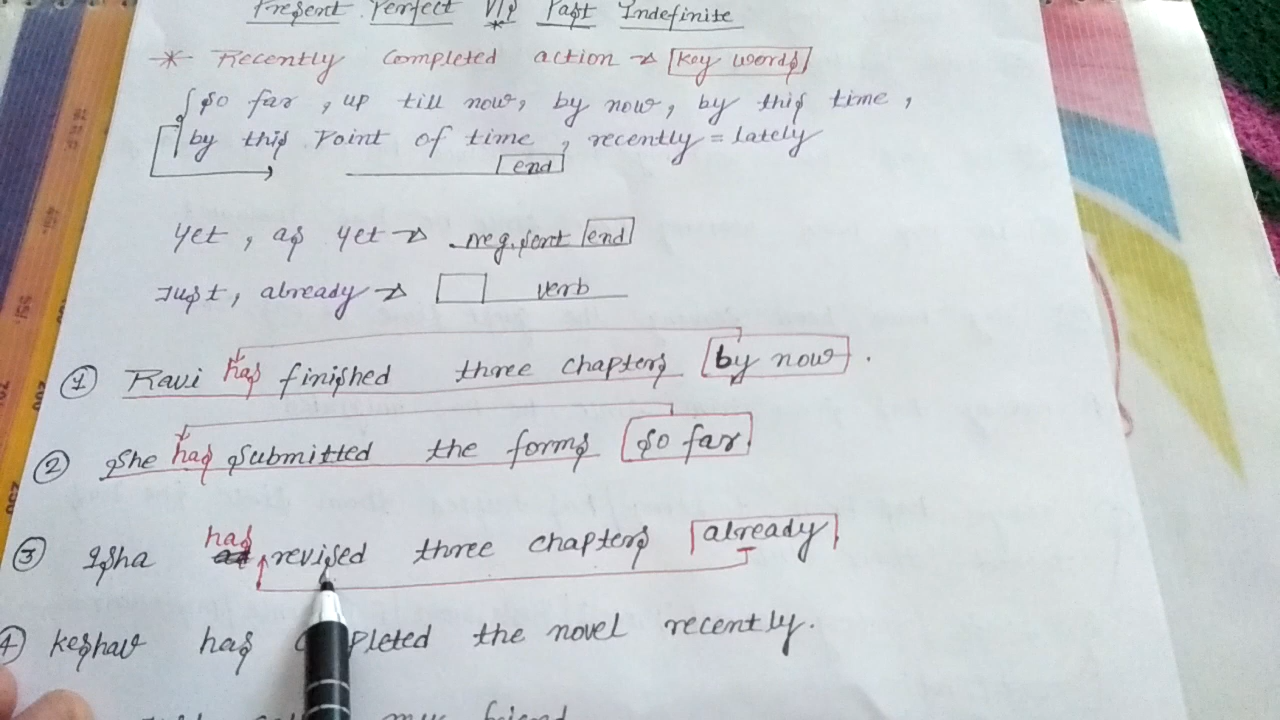 Present Perfect V/s Past Indefinite
* Recently Completed action → key words
so far, up till now, by now, by this time,
by this Point of time, recently = lately
end
yet, as yet → neg. sent end
Just, already → verb
1 Ravi has finished three chapters by now.
2 She has submitted the forms so far
3 Isha has revised three chapters already
4 Keshav has pleted the novel recently.
my friend